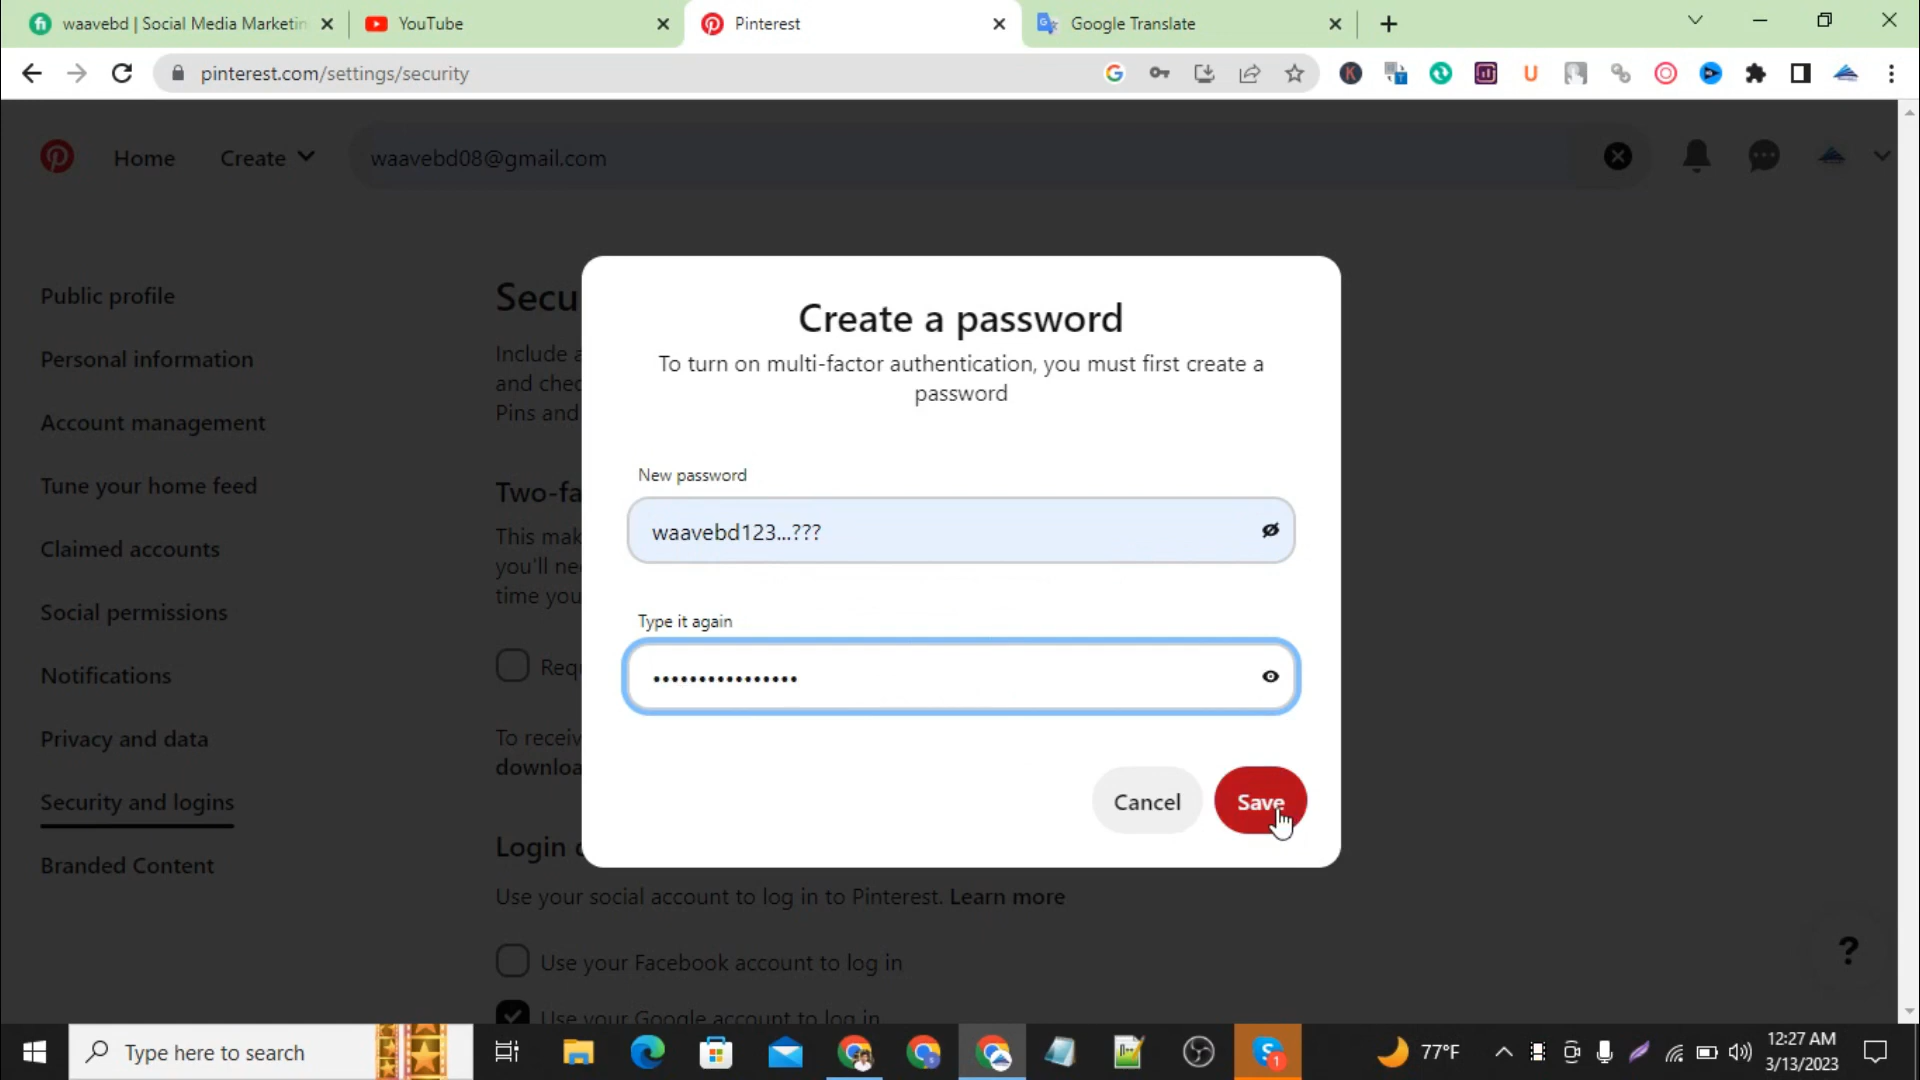 waavebd | Social Media Marketin
YouTube
Pinterest
Google Translate
pinterest.com/settings/security
Home
Create
waavebd08@gmail.com
Public profile
Personal information
Account management
Tune your home feed
Claimed accounts
Social permissions
Notifications
Privacy and data
Security and logins
Branded Content
Secu
Include a
and chec
Pins and
Two-fa
This mak
you'll ne
time you
Requ
To receiv
downloa
Login
Use your social account to log in to Pinterest. Learn more
Use your Facebook account to log in
Use your Google account to log in
Create a password
To turn on multi-factor authentication, you must first create a
password
New password
waavebd123...???
Type it again
••••••••••••••••
Cancel
Save
?
Type here to search
77°F
12:27 AM
3/13/2023